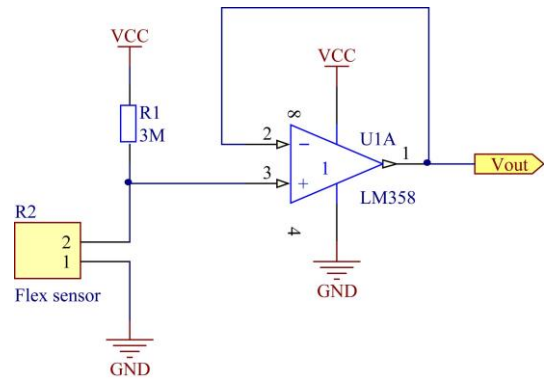 VCC
R1
3M
VCC
8
U1A
2
1
3
1
LM358
Vout
R2
2
1
4
Flex sensor
GND
GND